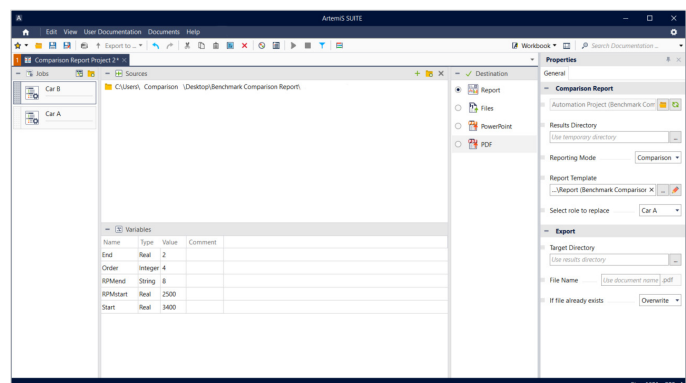 ArtemiS SUITE
Edit View User Documentation Documents Help
Export to ...
Workbook
Search Documentation ...
1 Comparison Report Project 2*
Properties
Jobs
Sources
Destination
General
Car B
Car A
C:\Users\ Comparison \Desktop\Benchmark Comparison Report\
Report
Files
PowerPoint
PDF
Comparison Report
Automation Project (Benchmark Com
Results Directory
Use temporary directory
Reporting Mode Comparison
Report Template
...\Report (Benchmark Comparisor
Select role to replace Car A
Export
Target Directory
Use results directory
File Name Use document name .pdf
If file already exists Overwrite
Variables
Name Type Value Comment
End Real 2
Order Integer 4
RPMend String 8
RPMstart Real 2500
Start Real 3400